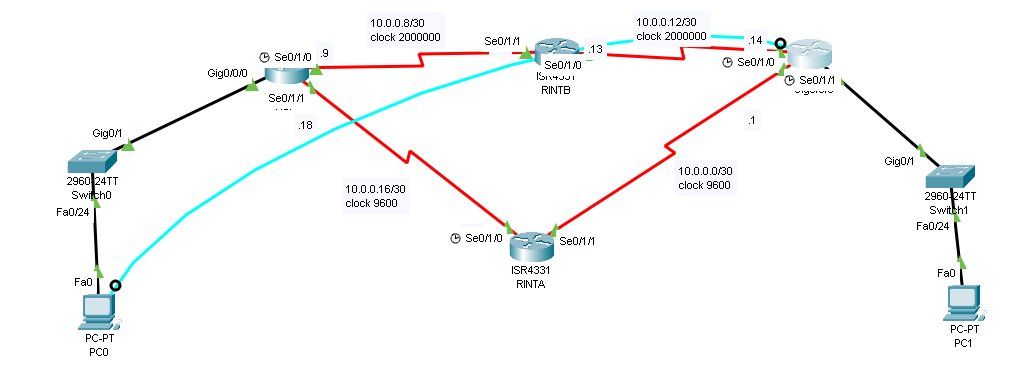 10.0.0.8/30
clock 2000000
10.0.0.12/30
clock 2000000
Se0/1/0
.9
Se0/1/1
.13
.14
Gig0/0/0
Se0/1/1
Se0/1/0
ISR4331
RINTB
Se0/1/0
Se0/1/1
.18
.1
Gig0/1
2960-24TT
Switch0
Fa0/24
Gig0/1
2960-24TT
Switch1
Fa0/24
10.0.0.16/30
clock 9600
10.0.0.0/30
clock 9600
Se0/1/0
Se0/1/1
ISR4331
RINTA
Fa0
PC-PT
PC0
Fa0
PC-PT
PC1